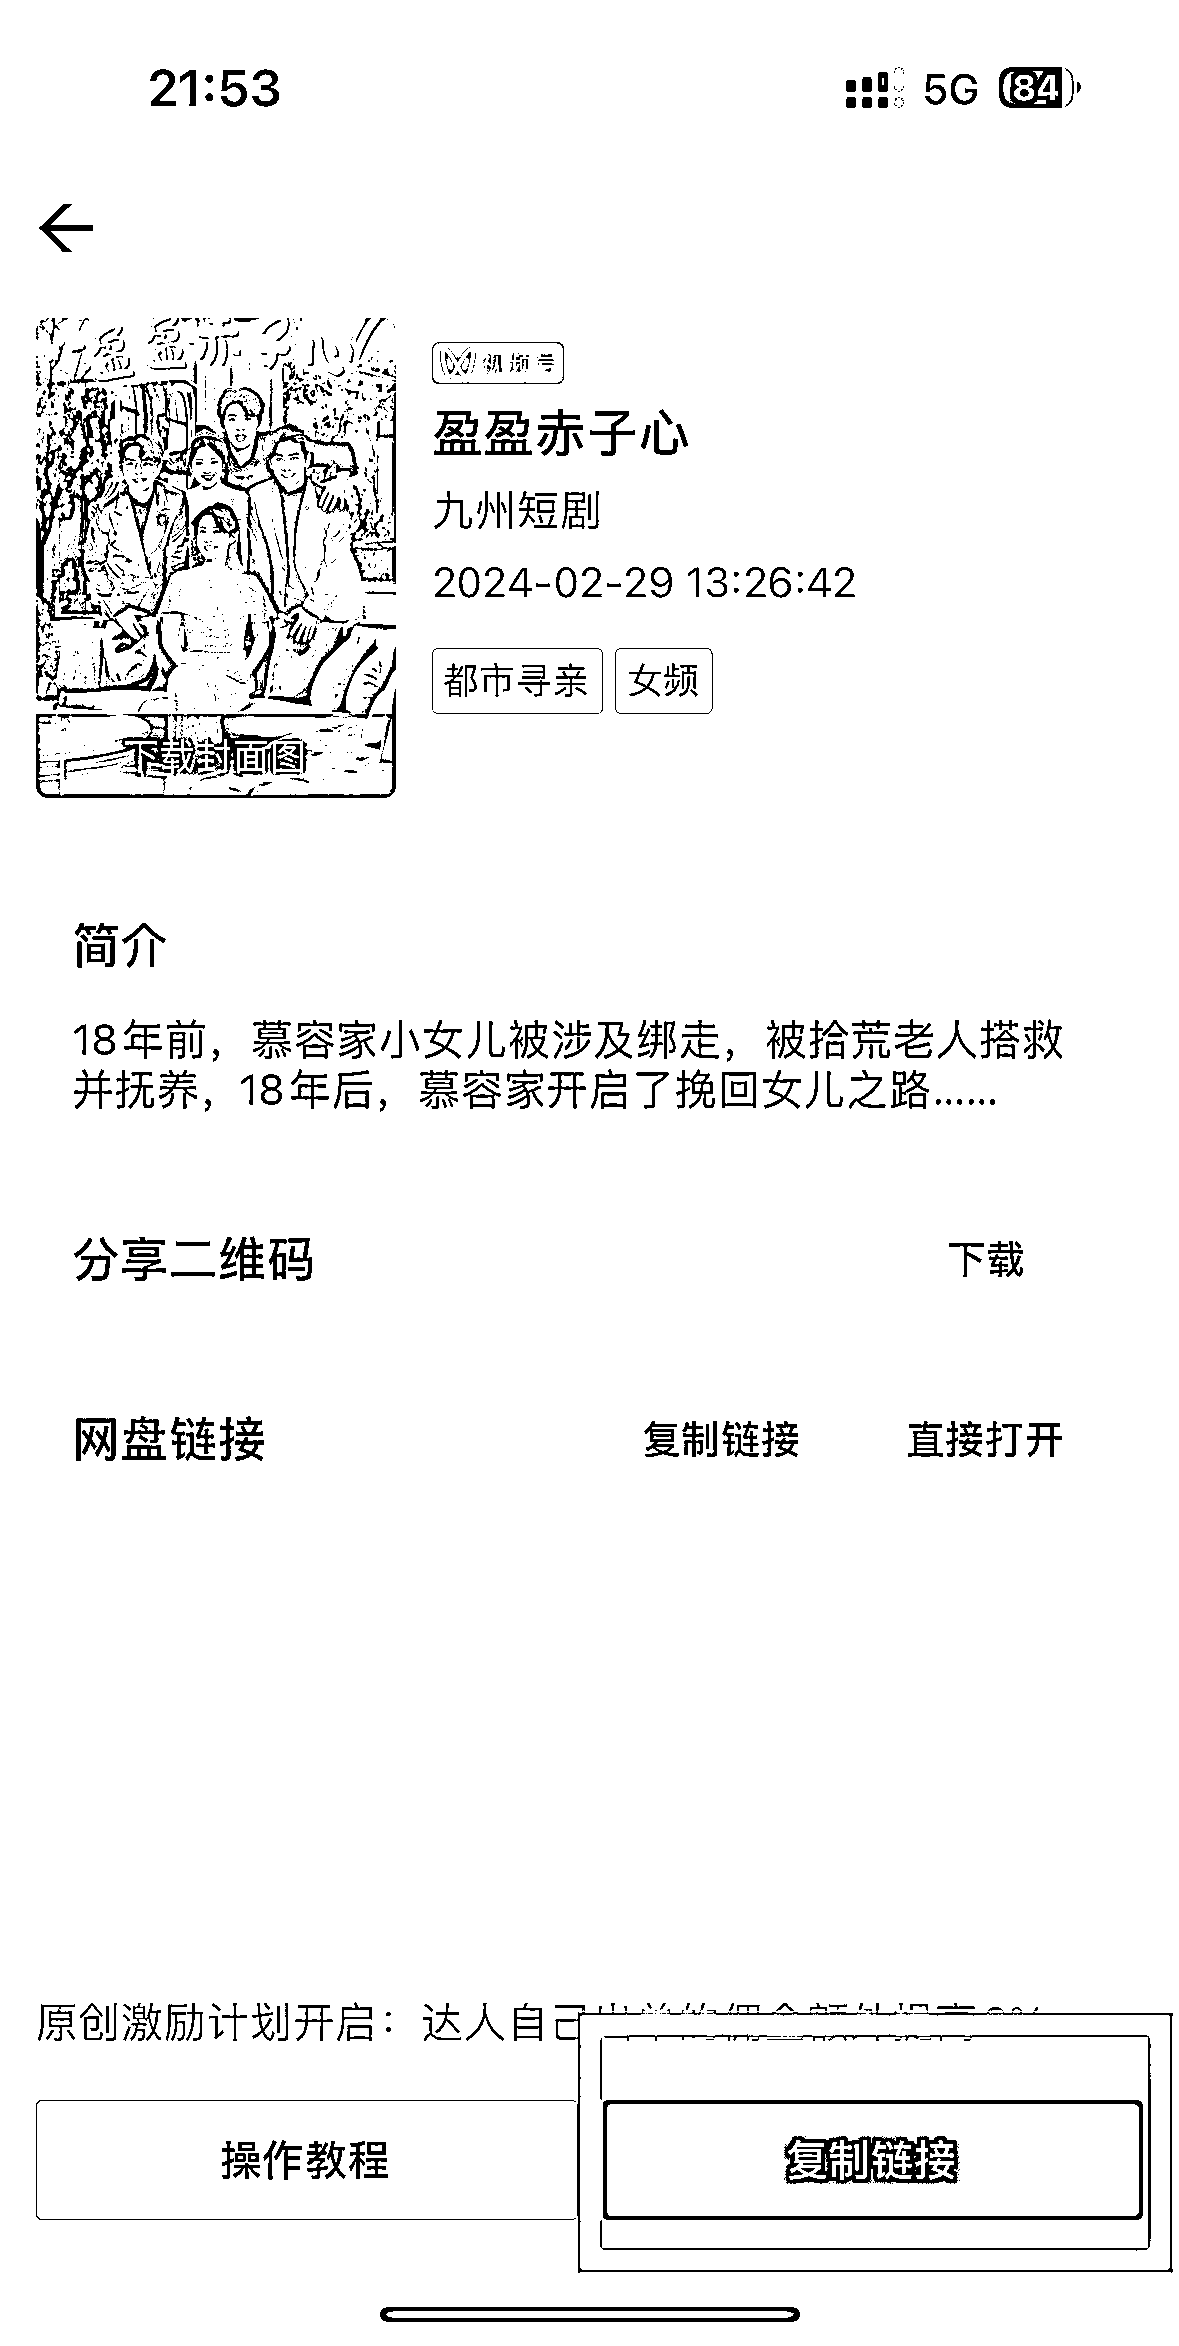 21:53
5G 84
盈盈赤子心
视频号
盈盈赤子心
九州短剧
2024-02-29 13:26:42
都市寻亲 女频
下载封面图
简介
18年前，慕容家小女儿被涉及绑走，被拾荒老人搭救
并抚养，18年后，慕容家开启了挽回女儿之路……
分享二维码 下载
网盘链接 复制链接 直接打开
原创激励计划开启：达人自己
操作教程 复制链接